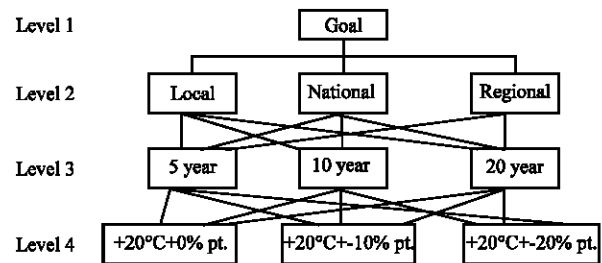 Level 1 Goal
Level 2 Local National Regional
Level 3 5 year 10 year 20 year
Level 4 +20°C+0% pt. +20°C+-10% pt. +20°C+-20% pt.